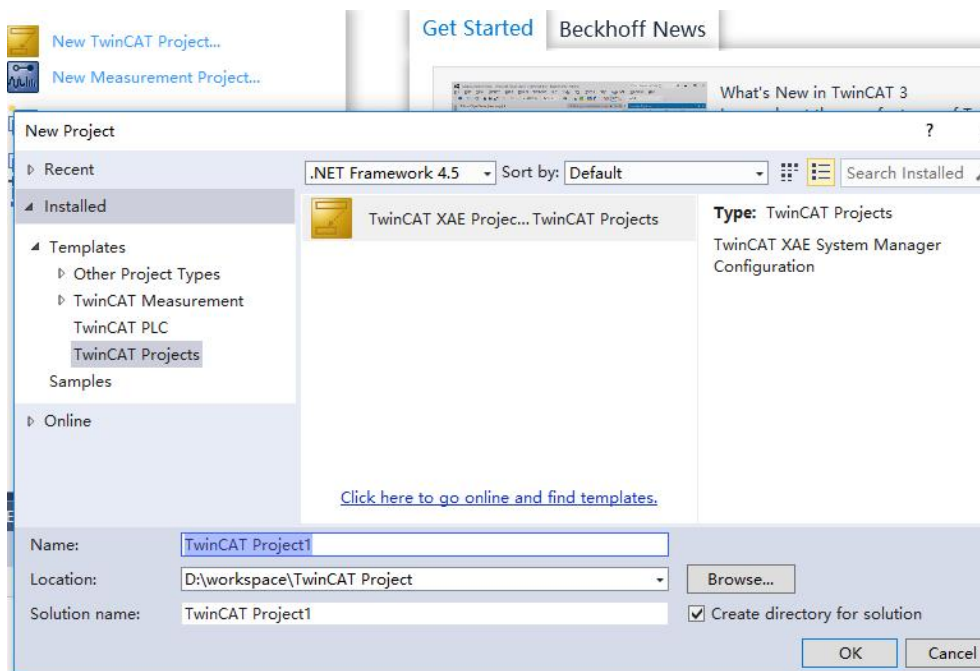 New TwinCAT Project...
New Measurement Project...
Get Started Beckhoff News
What's New in TwinCAT 3
New Project ?
Recent
.NET Framework 4.5 Sort by: Default Search Installed
Installed
TwinCAT XAE Projec... TwinCAT Projects
Type: TwinCAT Projects
TwinCAT XAE System Manager
Configuration
Templates
Other Project Types
TwinCAT Measurement
TwinCAT PLC
TwinCAT Projects
Samples
Online
Click here to go online and find templates.
Name: TwinCAT Project1
Location: D:\workspace\TwinCAT Project Browse...
Solution name: TwinCAT Project1 Create directory for solution
OK Cancel